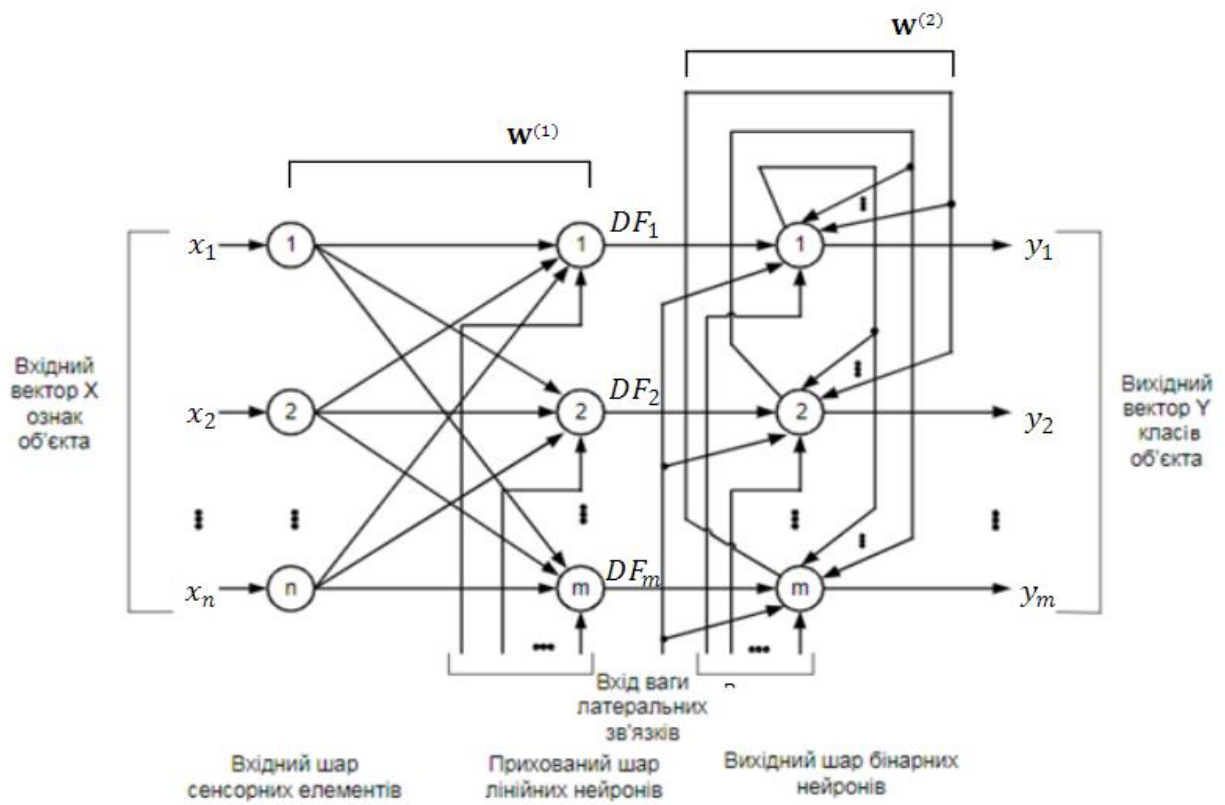 W(2)
W(1)
x1
1
1
DF1
1
y1
Вхідний
вектор X
ознак
об'єкта
x2
2
2
DF2
2
y2
Вихідний
вектор Y
класів
об'єкта
xn
n
m
DFm
m
ym
Вхід ваги
латеральних
зв'язків
Вхідний шар
сенсорних елементів
Прихований шар
лінійних нейронів
Вихідний шар бінарних
нейронів